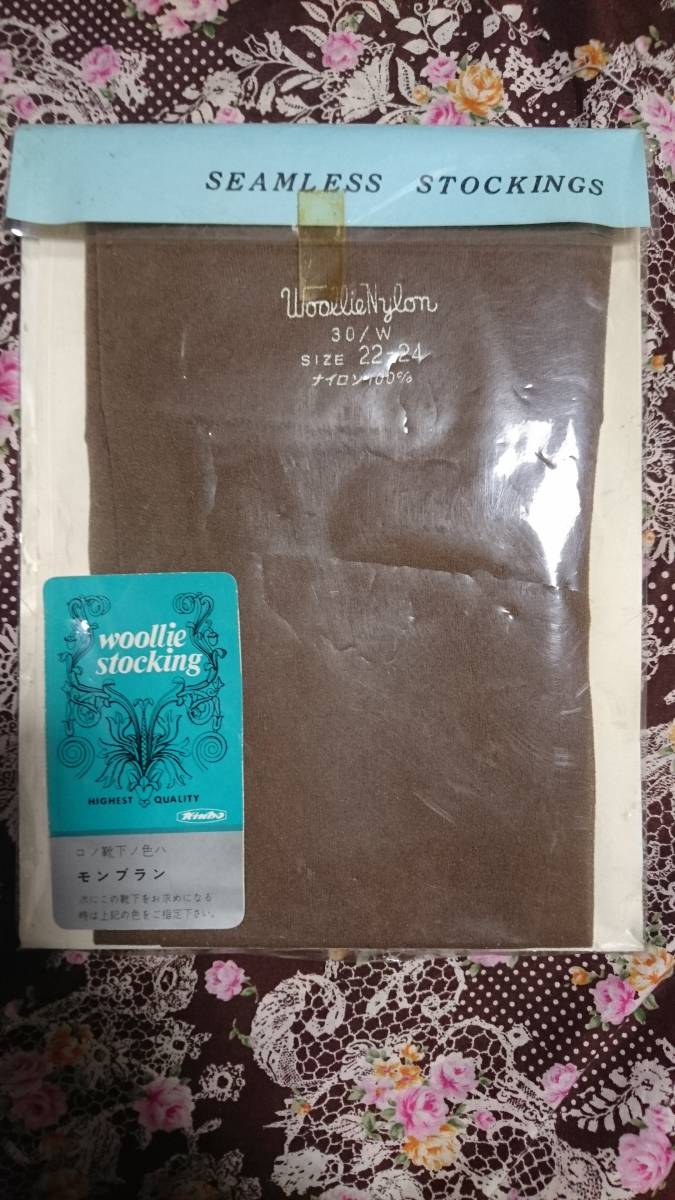 SEAMLESS STOCKINGS
WoollieNylon
30/W
SIZE 22-24
ナイロン100%
woollie
stocking
HIGHEST QUALITY
コノ靴下ノ色ハ
モンブラン
次にこの靴下をお求めになる
時は上記の色をご指定下さい。